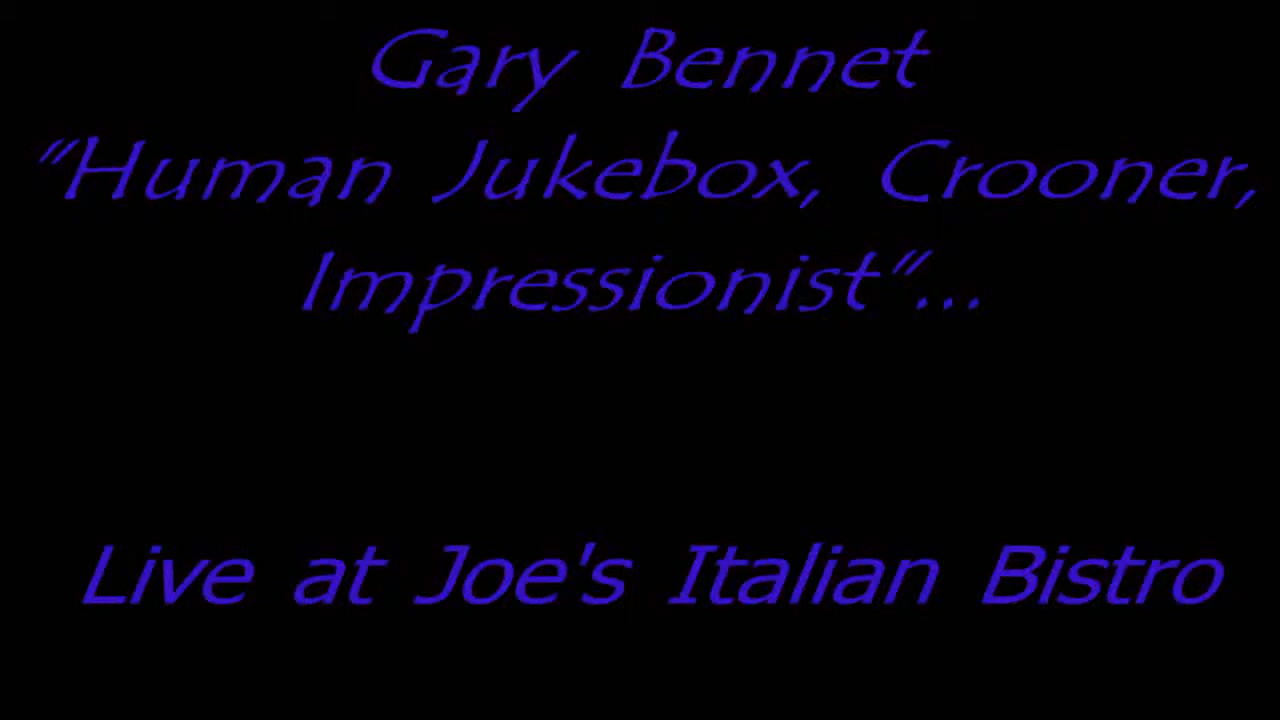 Gary Bennet
“Human Jukebox, Crooner,
Impressionist“...
Live at Joe's Italian Bistro